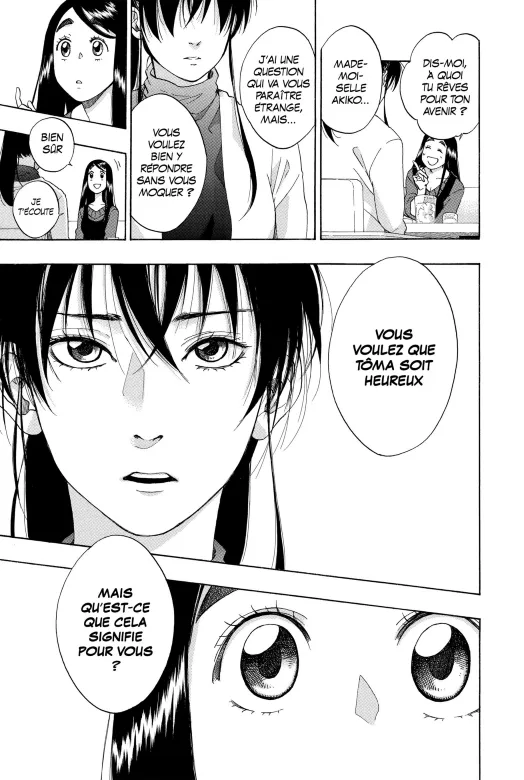 DIS-MOI,
À QUOI
TU RÊVES
POUR TON
AVENIR ?
MADE-
MOI-
SELLE
AKIKO...
J'AI UNE
QUESTION
QUI VA VOUS
PARAÎTRE
ÉTRANGE,
MAIS...
VOUS
VOULEZ
BIEN Y
RÉPONDRE
SANS VOUS
MOQUER ?
BIEN
SÛR
JE
T'ÉCOUTE
VOUS
VOULEZ QUE
TÔMA SOIT
HEUREUX
MAIS
QU'EST-CE
QUE CELA
SIGNIFIE
POUR VOUS
?